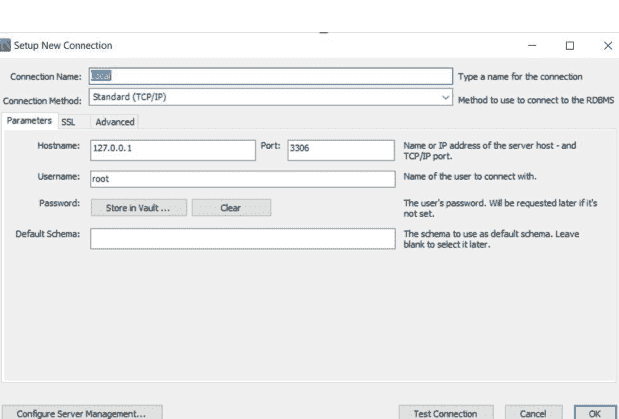 Setup New Connection
Connection Name: Local Type a name for the connection
Connection Method: Standard (TCP/IP) Method to use to connect to the RDBMS
Parameters SSL Advanced
Hostname: 127.0.0.1 Port: 3306 Name or IP address of the server host - and
TCP/IP port.
Username: root Name of the user to connect with.
Password: Store in Vault ... Clear The user's password. Will be requested later if it's
not set.
Default Schema: The schema to use as default schema. Leave
blank to select it later.
Configure Server Management... Test Connection Cancel OK